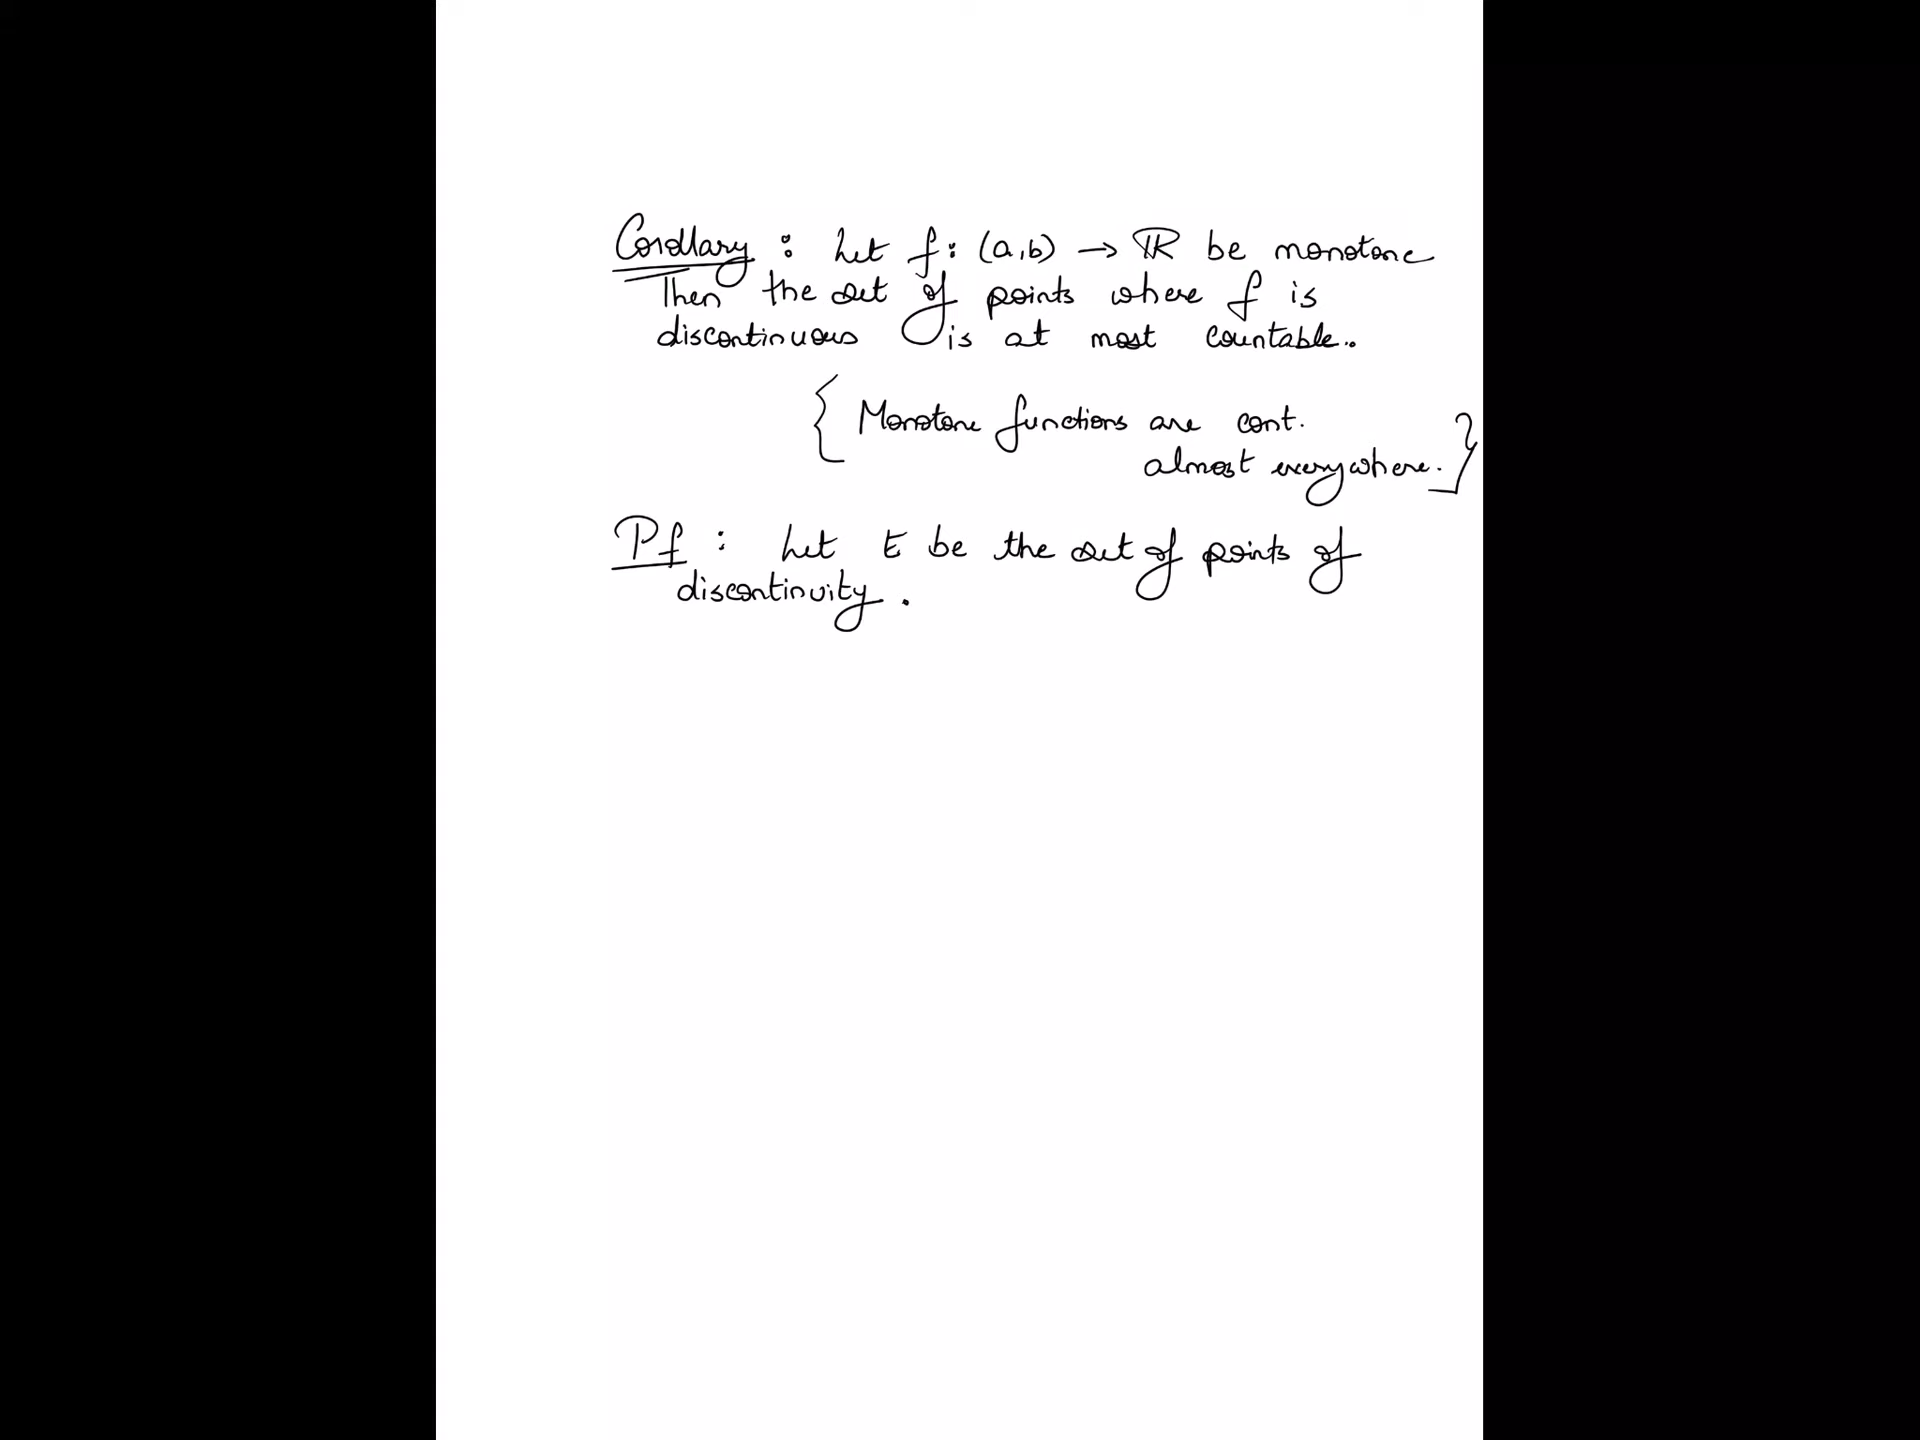 Corollary : Let f: (a,b) → ℝ be monotone
Then the set of points where f is
discontinuous is at most countable.
{ Monotone functions are cont.
almost everywhere. }
Pf : Let E be the set of points of
discontinuity.